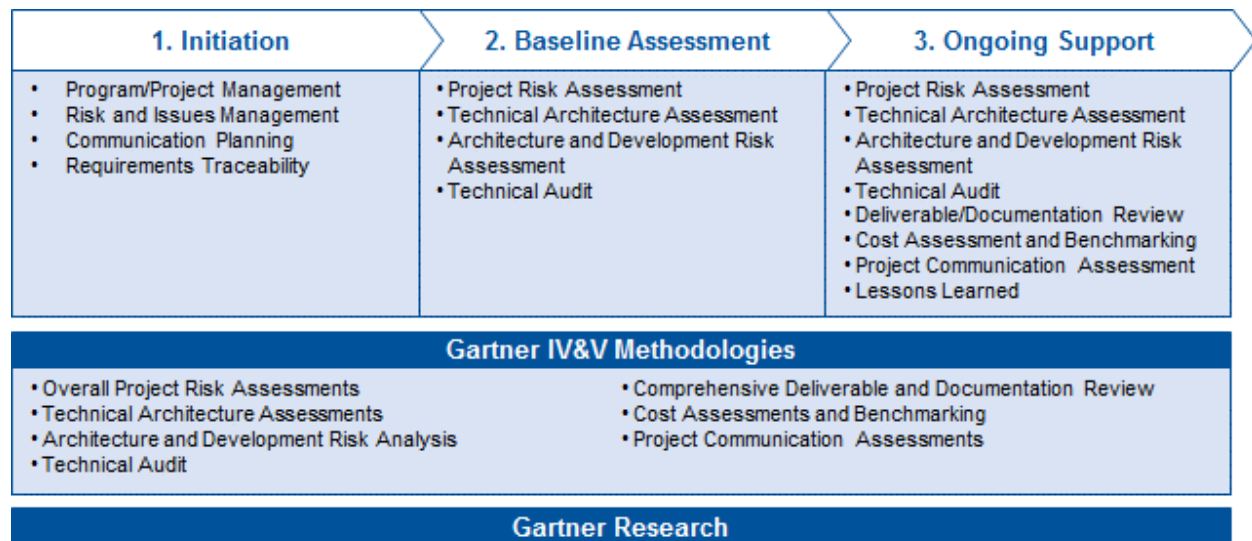 1. Initiation
2. Baseline Assessment
3. Ongoing Support
• Program/Project Management
• Risk and Issues Management
• Communication Planning
• Requirements Traceability
• Project Risk Assessment
• Technical Architecture Assessment
• Architecture and Development Risk
Assessment
• Technical Audit
• Project Risk Assessment
• Technical Architecture Assessment
• Architecture and Development Risk
Assessment
• Technical Audit
• Deliverable/Documentation Review
• Cost Assessment and Benchmarking
• Project Communication Assessment
• Lessons Learned
Gartner IV&V Methodologies
• Overall Project Risk Assessments
• Technical Architecture Assessments
• Architecture and Development Risk Analysis
• Technical Audit
• Comprehensive Deliverable and Documentation Review
• Cost Assessments and Benchmarking
• Project Communication Assessments
Gartner Research